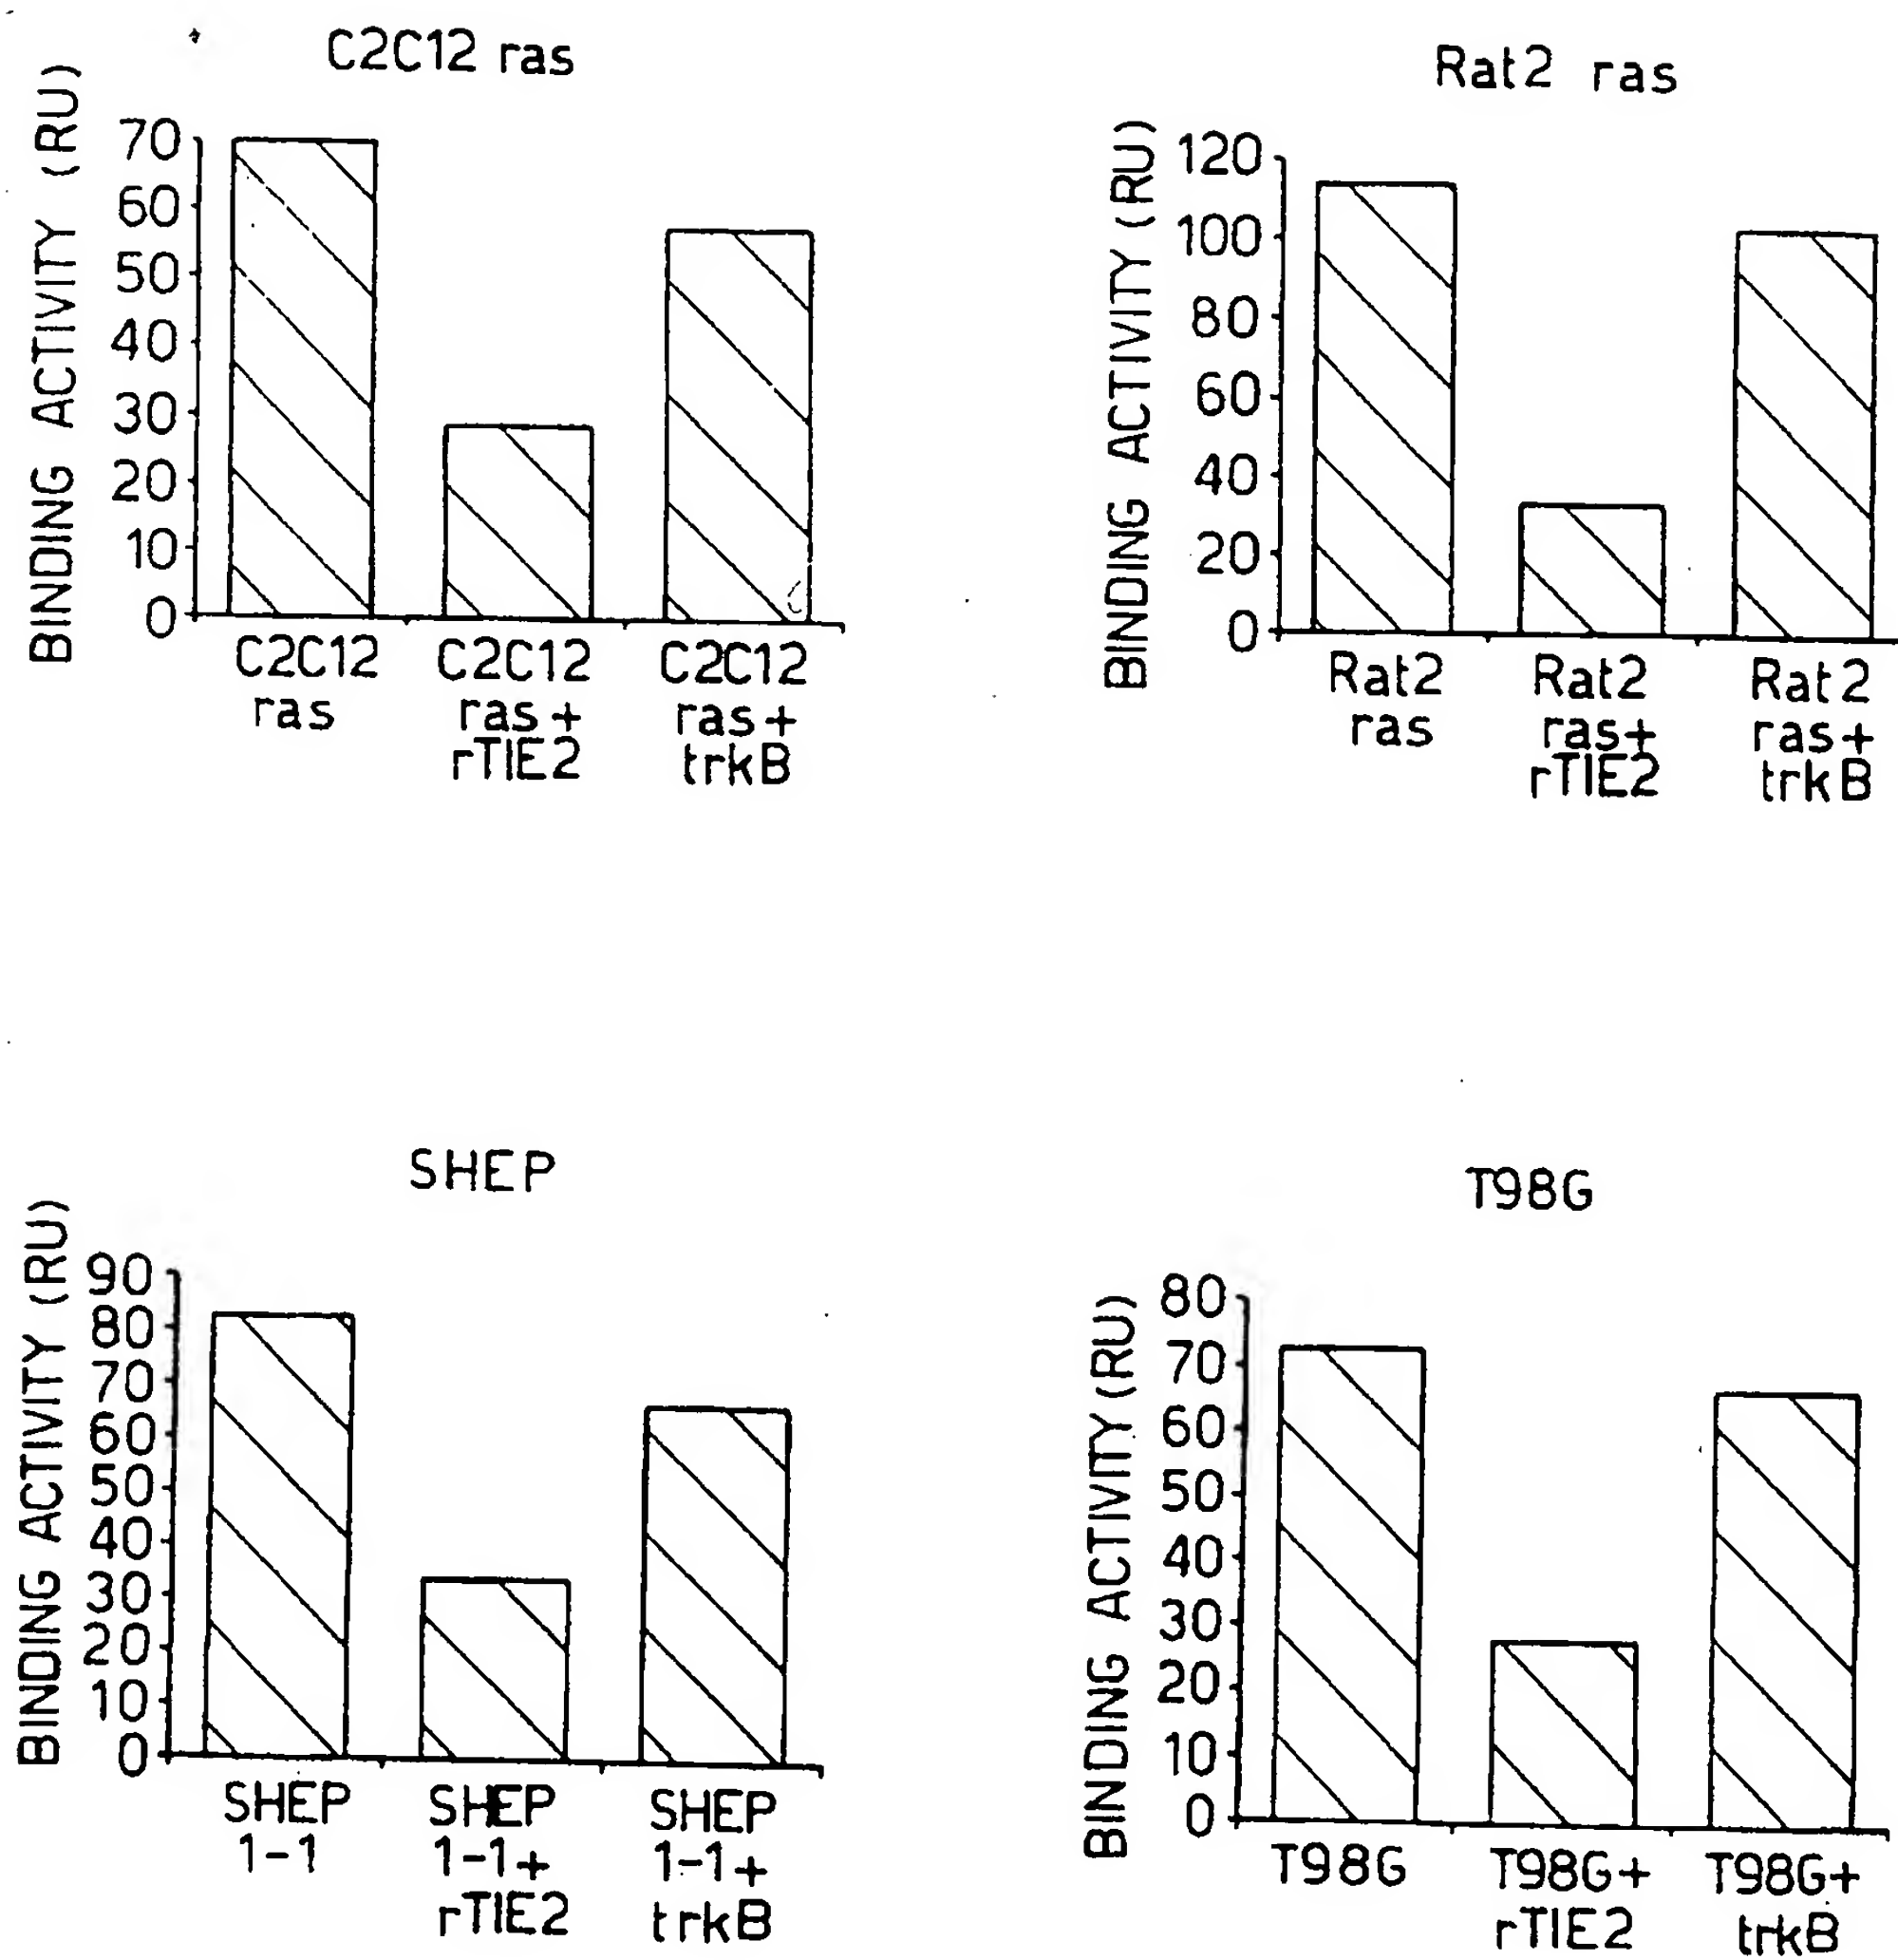 C2C12 ras
BINDING ACTIVITY (RU)
70
60
50
40
30
20
10
0
C2C12 C2C12 C2C12
ras ras+ ras+
rTIE2 trkB
Rat2 ras
BINDING ACTIVITY (RU)
120
100
80
60
40
20
0
Rat2 Rat2 Rat2
ras ras+ ras+
rTIE2 trkB
SHEP
BINDING ACTIVITY (RU)
90
80
70
60
50
40
30
20
10
0
SHEP SHEP SHEP
1-1 1-1+ 1-1+
rTIE2 trkB
T98G
BINDING ACTIVITY (RU)
80
70
60
50
40
30
20
10
0
T98G T98G+ T98G+
rTIE2 trkB